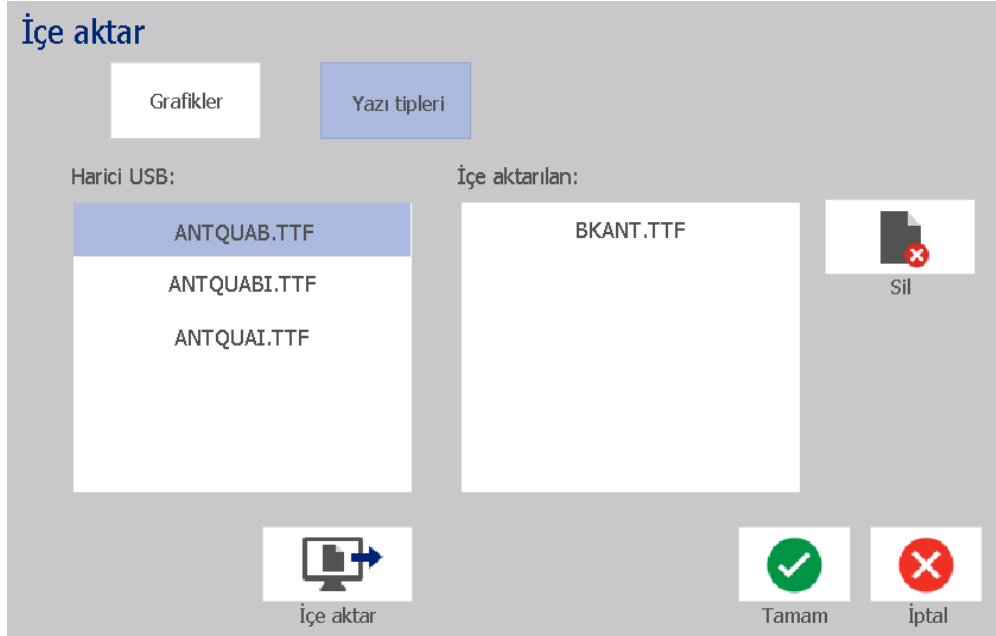 İçe aktar
Grafikler
Yazı tipleri
Harici USB:
İçe aktarılan:
ANTQUAB.TTF
ANTQUABI.TTF
ANTQUAI.TTF
BKANT.TTF
Sil
İçe aktar
Tamam
İptal